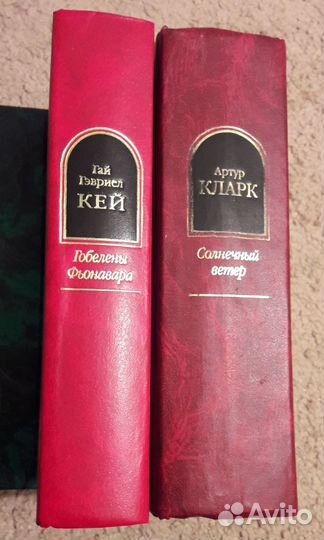 Гай
Гэвриел
КЕЙ
Гобелены
Фьонавара
Артур
КЛАРК
Солнечный
ветер
Avito